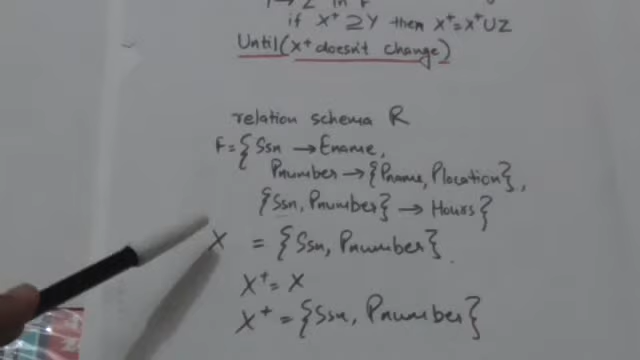 Y → Z in F
if X⁺ ⊇ Y then X⁺ = X⁺ U Z
Until (X⁺ doesn't change)
relation schema R
F = { Ssn → Ename,
Pnumber → {Pname, Plocation},
{Ssn, Pnumber} → Hours}
X = {Ssn, Pnumber}.
X⁺ = X
X⁺ = {Ssn, Pnumber}